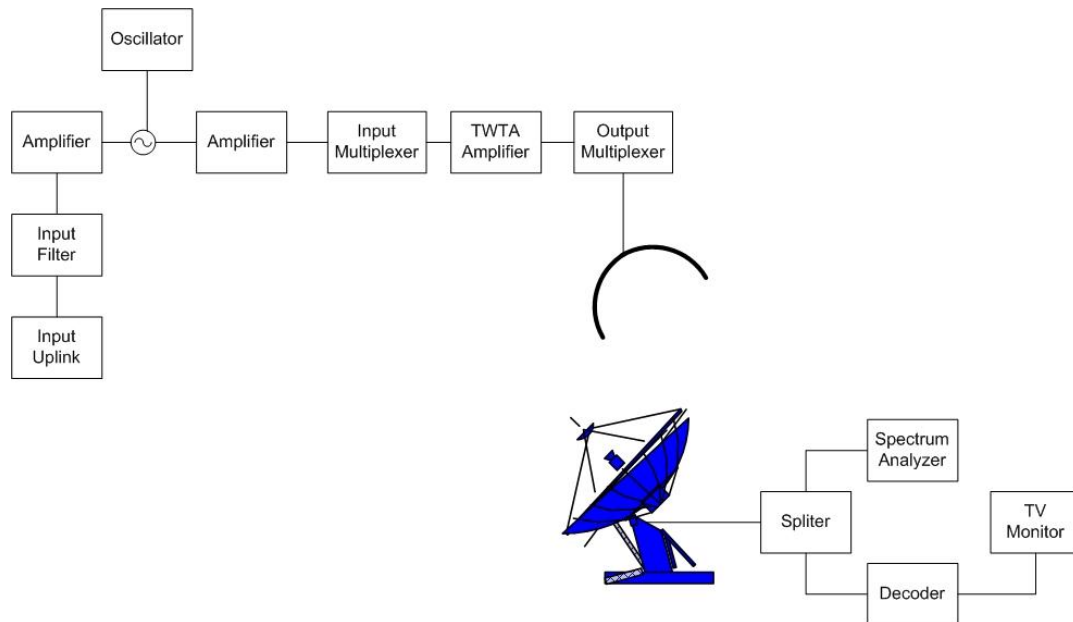 Oscillator
Amplifier
Amplifier
Input
Multiplexer
TWTA
Amplifier
Output
Multiplexer
Input
Filter
Input
Uplink
Spectrum
Analyzer
Spliter
TV
Monitor
Decoder